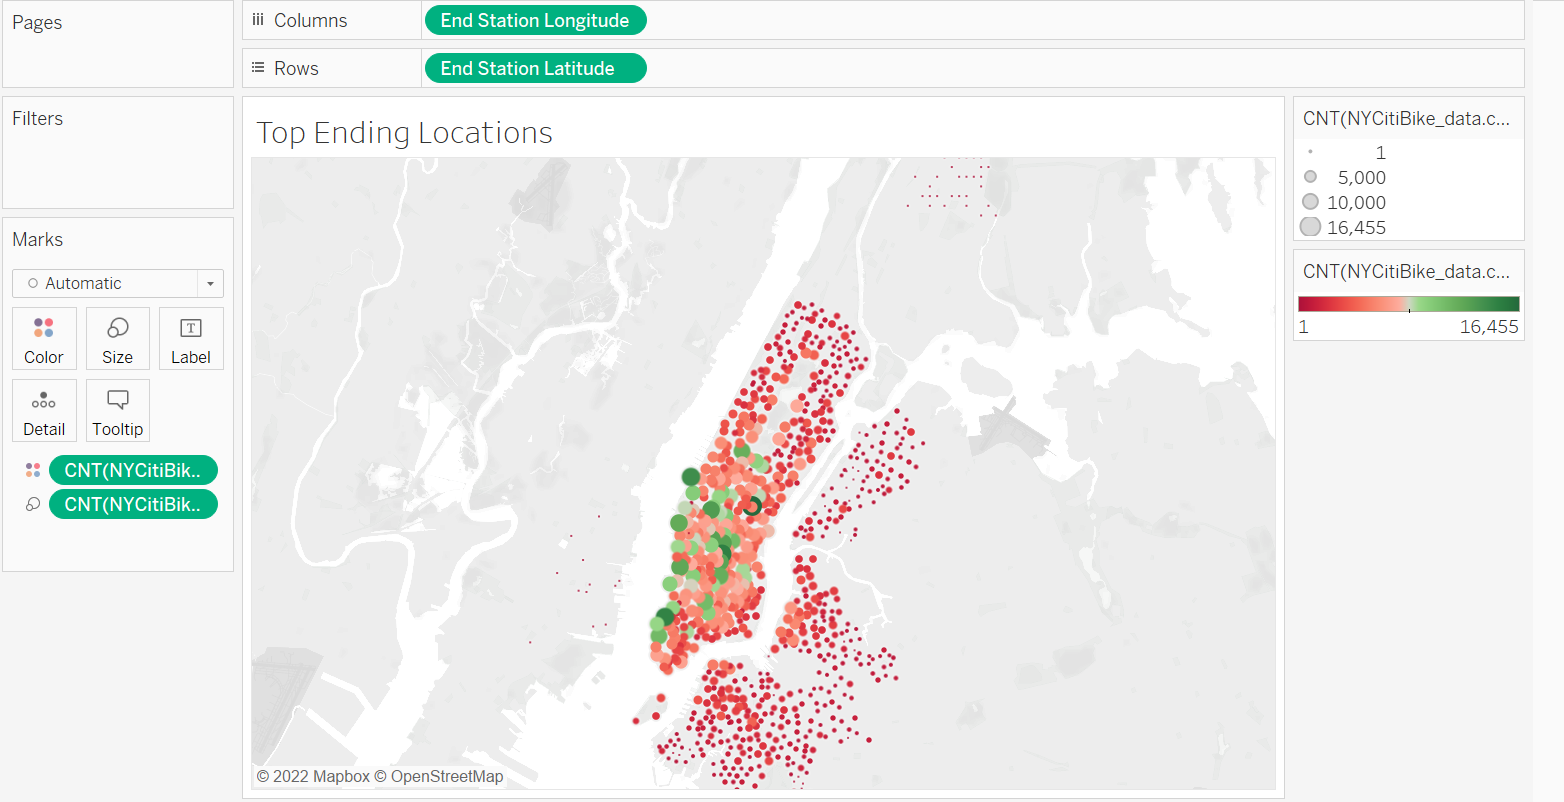 Pages
Columns
End Station Longitude
Rows
End Station Latitude
Filters
Marks
Automatic
Color
Size
Label
Detail
Tooltip
CNT(NYCitiBik..
CNT(NYCitiBik..
Top Ending Locations
© 2022 Mapbox © OpenStreetMap
CNT(NYCitiBike_data.c...
1
5,000
10,000
16,455
CNT(NYCitiBike_data.c...
1 16,455